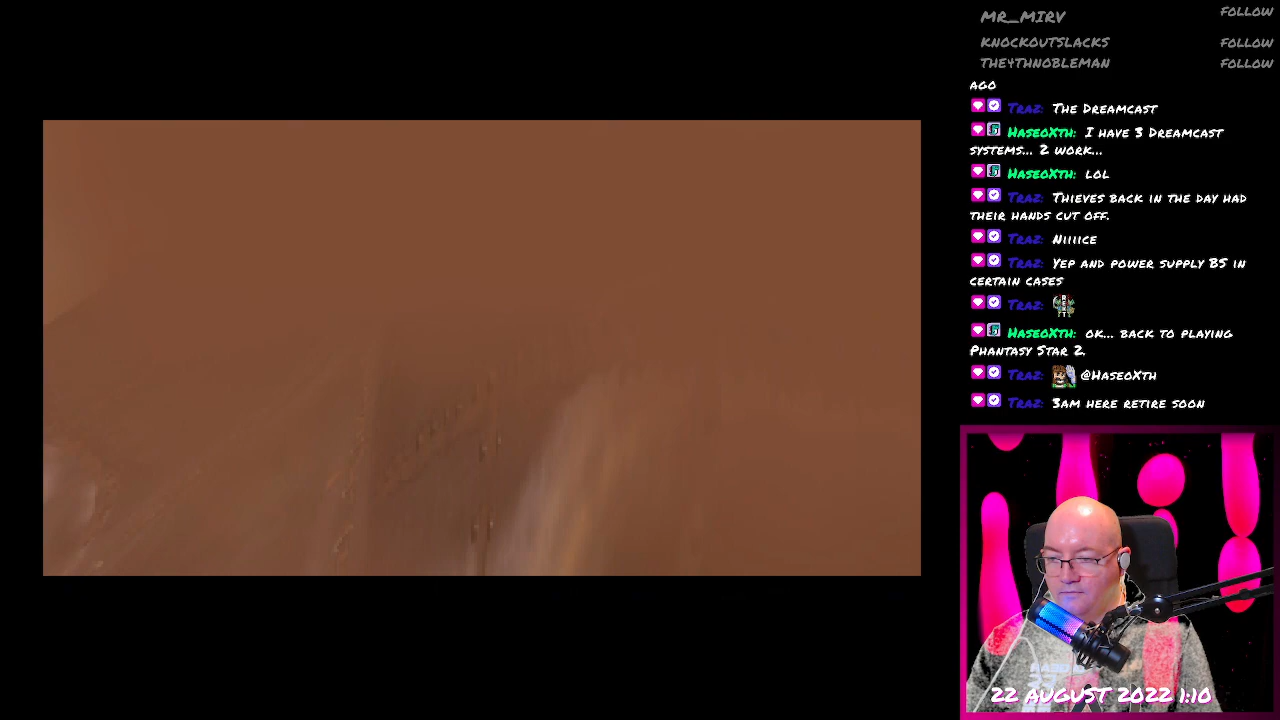 MR_MIRV FOLLOW
KNOCKOUTSLACKS FOLLOW
THE4THNOBLEMAN FOLLOW
AGO
TRAZ: THE DREAMCAST
HASEOXTH: I HAVE 3 DREAMCAST
SYSTEMS... 2 WORK...
HASEOXTH: LOL
TRAZ: THIEVES BACK IN THE DAY HAD
THEIR HANDS CUT OFF.
TRAZ: NIIIICE
TRAZ: YEP AND POWER SUPPLY BS IN
CERTAIN CASES
TRAZ:
HASEOXTH: OK... BACK TO PLAYING
PHANTASY STAR 2.
TRAZ: @HASEOXTH
TRAZ: 3AM HERE RETIRE SOON
22 AUGUST 2022 1:10